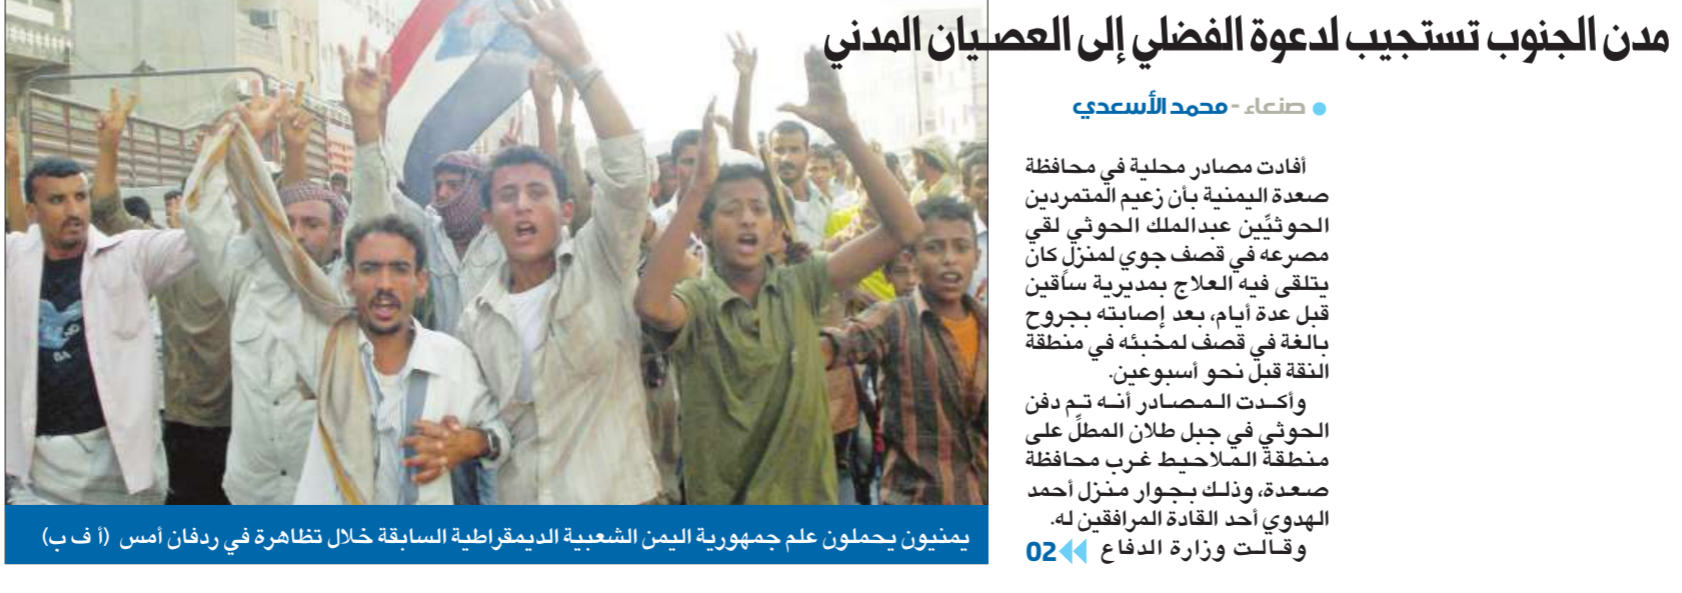 مدن الجنوب تستجيب لدعوة الفضلي إلى العصيان المدني
صنعاء - محمد الأسعدي
أفادت مصادر محلية في محافظة
صعدة اليمنية بأن زعيم المتمردين
الحوثيِّين عبدالملك الحوثي لقي
مصرعه في قصف جوي لمنزل كان
يتلقى فيه العلاج بمديرية ساقين
قبل عدة أيام، بعد إصابته بجروح
بالغة في قصف لمخبئه في منطقة
النقة قبل نحو أسبوعين.
وأكدت المصادر أنه تم دفن
الحوثي في جبل طلان المطلِّ على
منطقة الملاحيط غرب محافظة
صعدة، وذلك بجوار منزل أحمد
الهدوي أحد القادة المرافقين له.
وقالت وزارة الدفاع 02
يمنيون يحملون علم جمهورية اليمن الشعبية الديمقراطية السابقة خلال تظاهرة في ردفان أمس (أ ف ب)